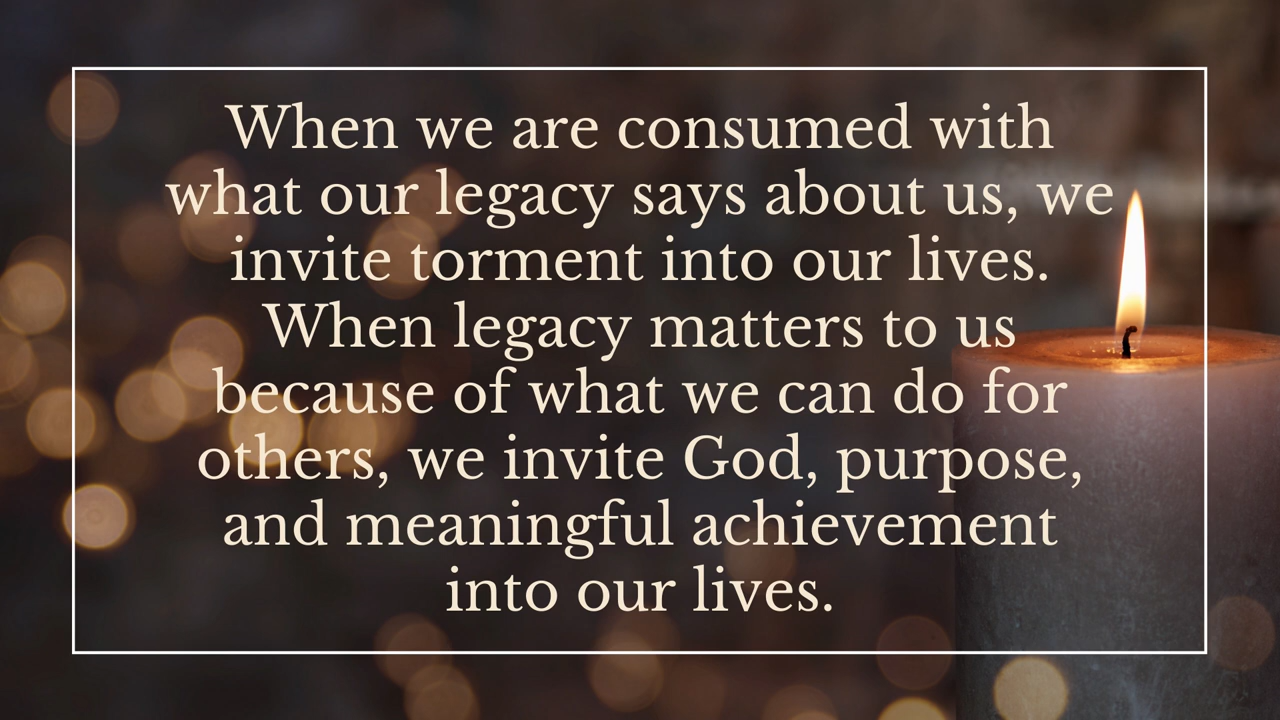 When we are consumed with
what our legacy says about us, we
invite torment into our lives.
When legacy matters to us
because of what we can do for
others, we invite God, purpose,
and meaningful achievement
into our lives.